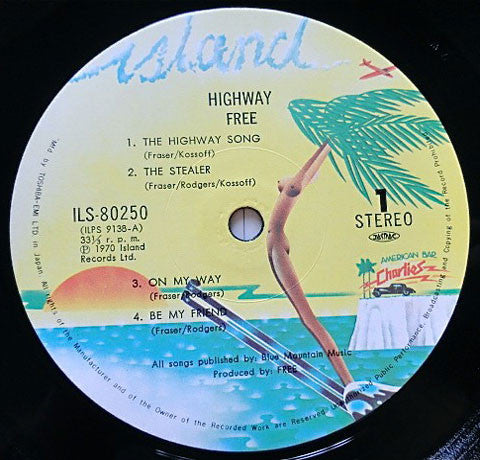 island
HIGHWAY
FREE
1. THE HIGHWAY SONG
(Fraser/Kossoff)
2. THE STEALER
(Fraser/Rodgers/Kossoff)
ILS-80250
(ILPS 9138-A)
33⅓ r. p. m.
Ⓟ 1970 Island
Records Ltd.
1
STEREO
JASRAC
AMERICAN BAR
Charlies
3. ON MY WAY
(Fraser/Rodgers)
4. BE MY FRIEND
(Fraser/Rodgers)
All songs published by: Blue Mountain Music
Produced by: FREE
Mfd by TOSHIBA-EMI LTD. in Japan. All rights of the Manufacturer and of the Owner of the Recorded Work are Reserved. Unauthorized Public Performance, Broadcasting and Copying of the Record Prohibited